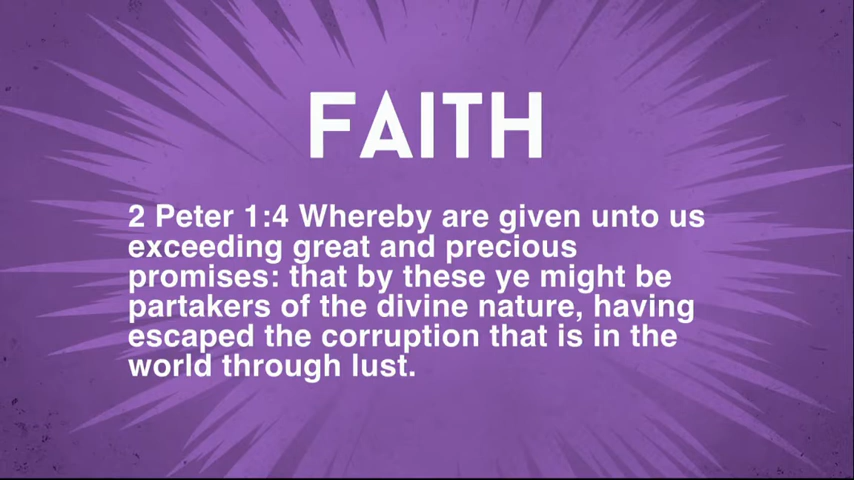 FAITH
2 Peter 1:4 Whereby are given unto us
exceeding great and precious
promises: that by these ye might be
partakers of the divine nature, having
escaped the corruption that is in the
world through lust.